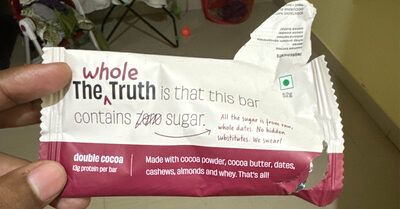 whole
The Truth is that this bar
contains zero sugar.
All the sugar is from raw,
whole dates. No hidden
substitutes. We swear!
double cocoa
13g protein per bar
Made with cocoa powder, cocoa butter, dates,
cashews, almonds and whey. That's all!